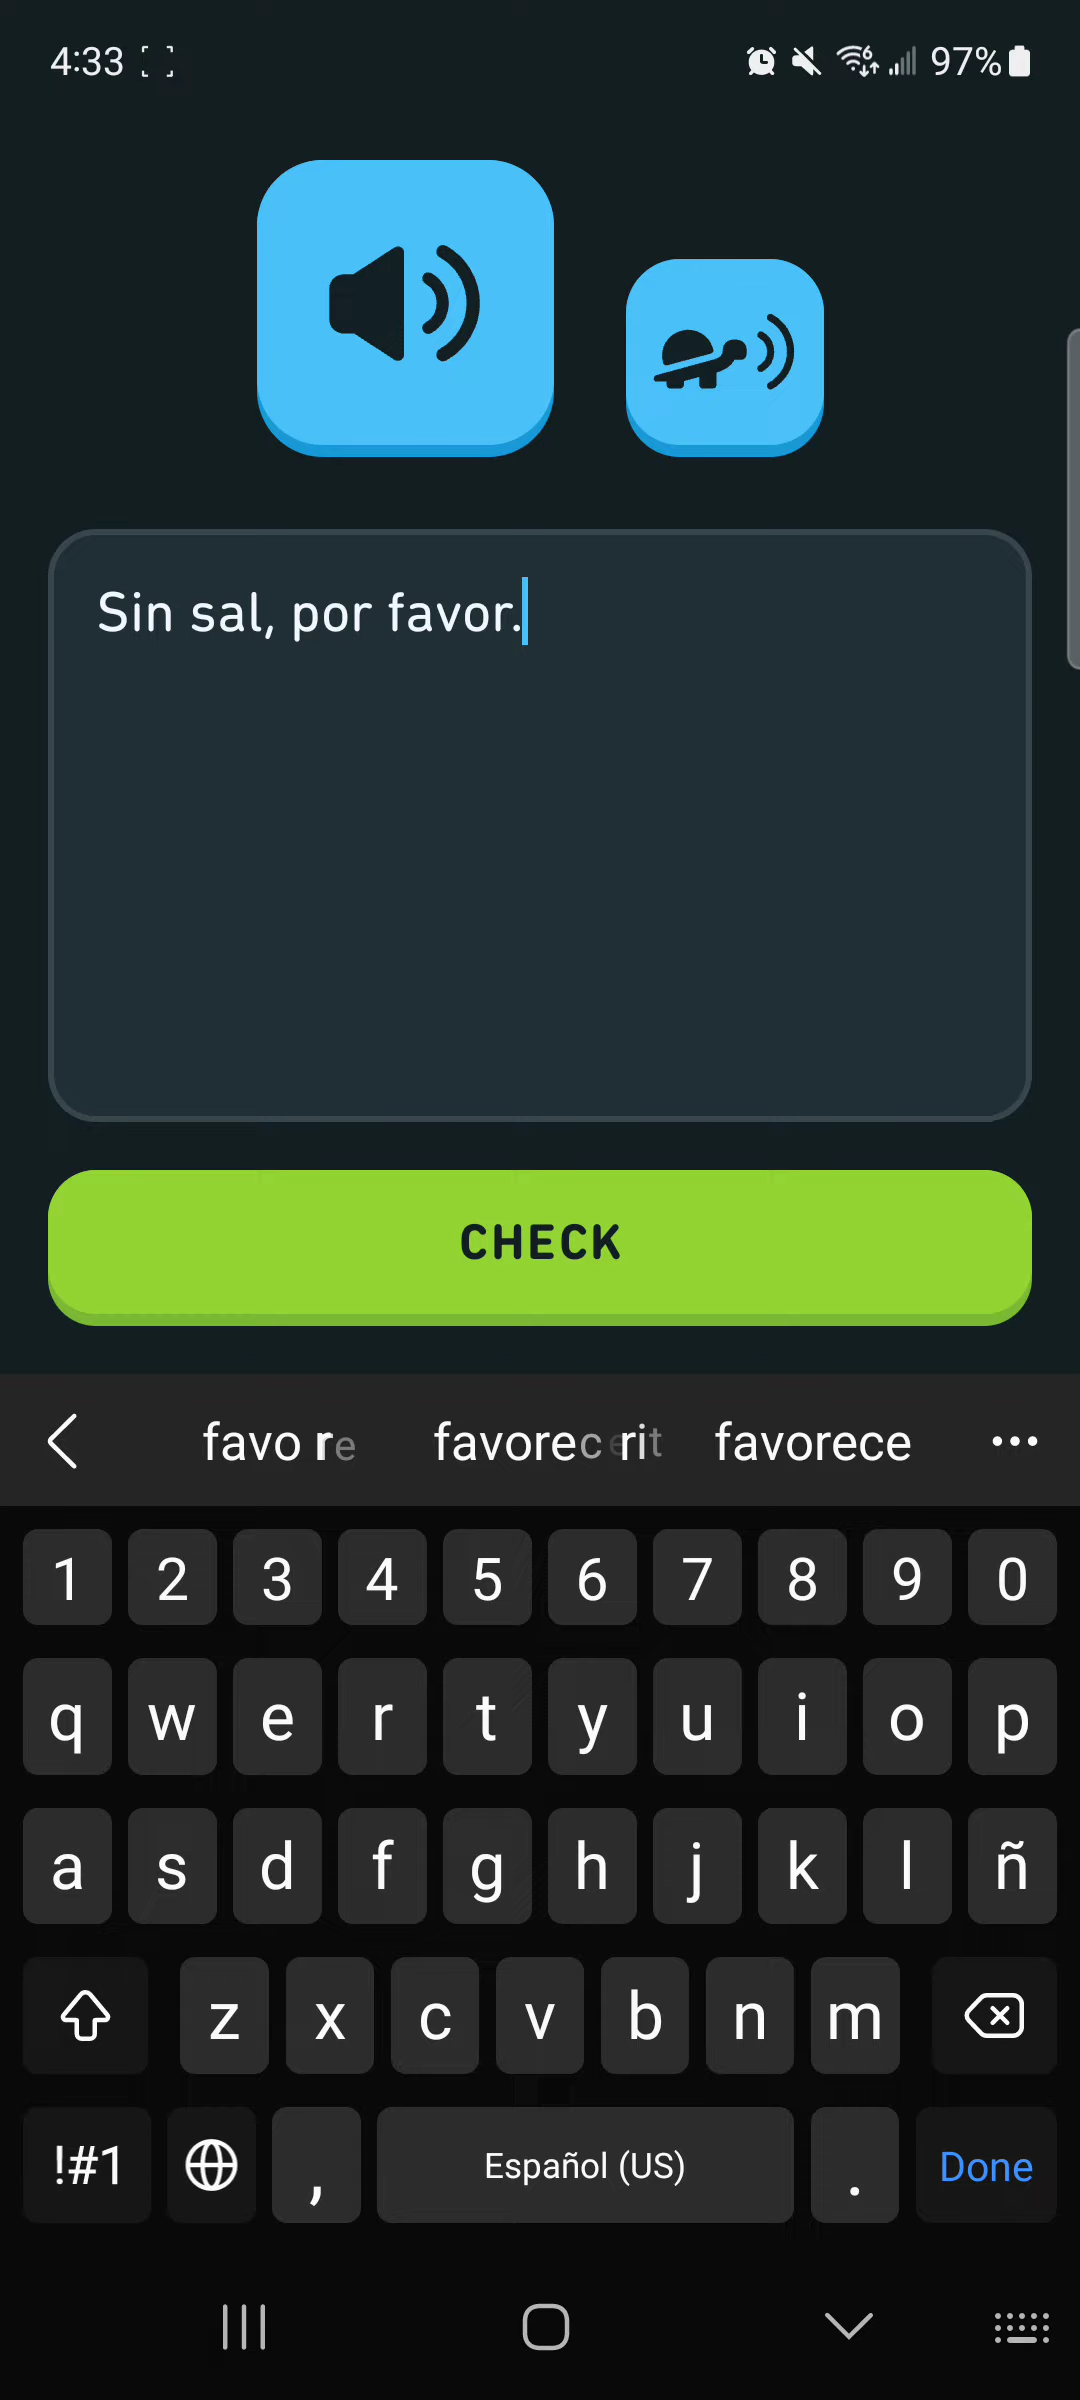 4:33 6 97%
Sin sal, por favor.
CHECK
favorece
1 2 3 4 5 6 7 8 9 0
q w e r t y u i o p
a s d f g h j k l ñ
z x c v b n m
!#1 , Español (US) . Done